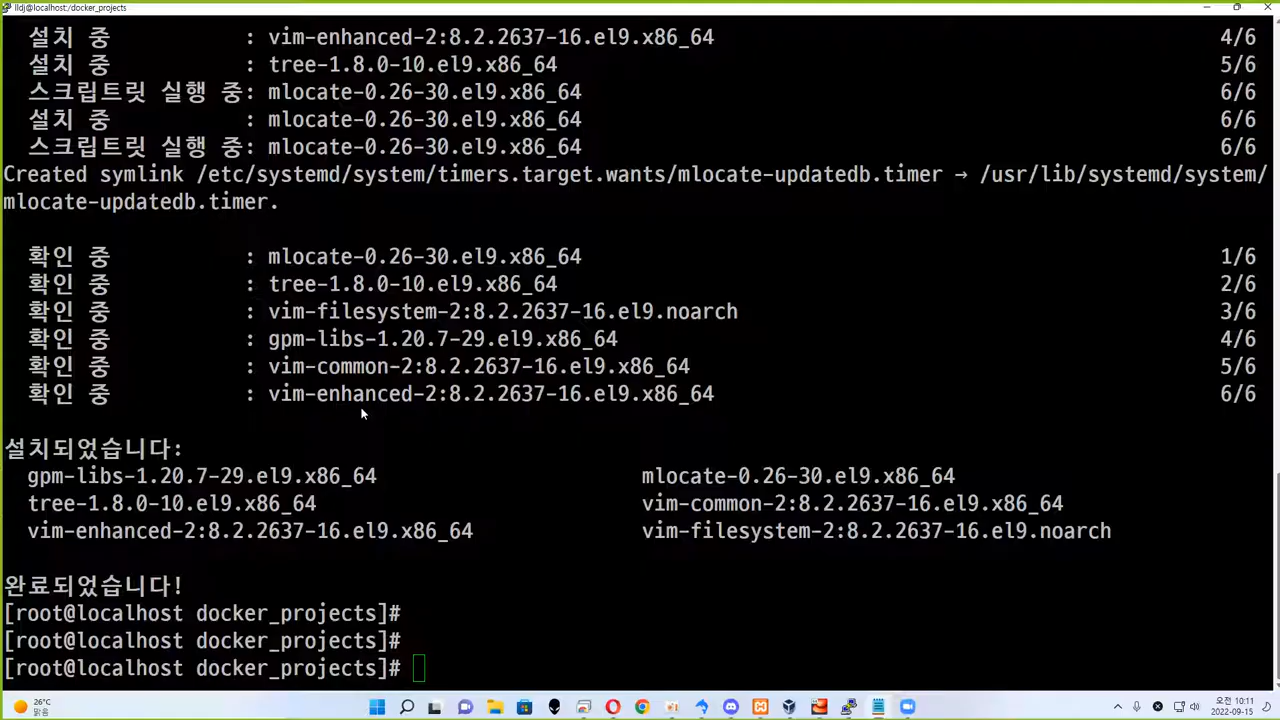 lldj@localhost:/docker_projects
설치 중 : vim-enhanced-2:8.2.2637-16.el9.x86_64 4/6
설치 중 : tree-1.8.0-10.el9.x86_64 5/6
스크립트릿 실행 중: mlocate-0.26-30.el9.x86_64 6/6
설치 중 : mlocate-0.26-30.el9.x86_64 6/6
스크립트릿 실행 중: mlocate-0.26-30.el9.x86_64 6/6
Created symlink /etc/systemd/system/timers.target.wants/mlocate-updatedb.timer → /usr/lib/systemd/system/
mlocate-updatedb.timer.
확인 중 : mlocate-0.26-30.el9.x86_64 1/6
확인 중 : tree-1.8.0-10.el9.x86_64 2/6
확인 중 : vim-filesystem-2:8.2.2637-16.el9.noarch 3/6
확인 중 : gpm-libs-1.20.7-29.el9.x86_64 4/6
확인 중 : vim-common-2:8.2.2637-16.el9.x86_64 5/6
확인 중 : vim-enhanced-2:8.2.2637-16.el9.x86_64 6/6
설치되었습니다:
gpm-libs-1.20.7-29.el9.x86_64 mlocate-0.26-30.el9.x86_64
tree-1.8.0-10.el9.x86_64 vim-common-2:8.2.2637-16.el9.x86_64
vim-enhanced-2:8.2.2637-16.el9.x86_64 vim-filesystem-2:8.2.2637-16.el9.noarch
完료되었습니다!
[root@localhost docker_projects]#
[root@localhost docker_projects]#
[root@localhost docker_projects]#
26°C
맑음
오전 10:11
2022-09-15